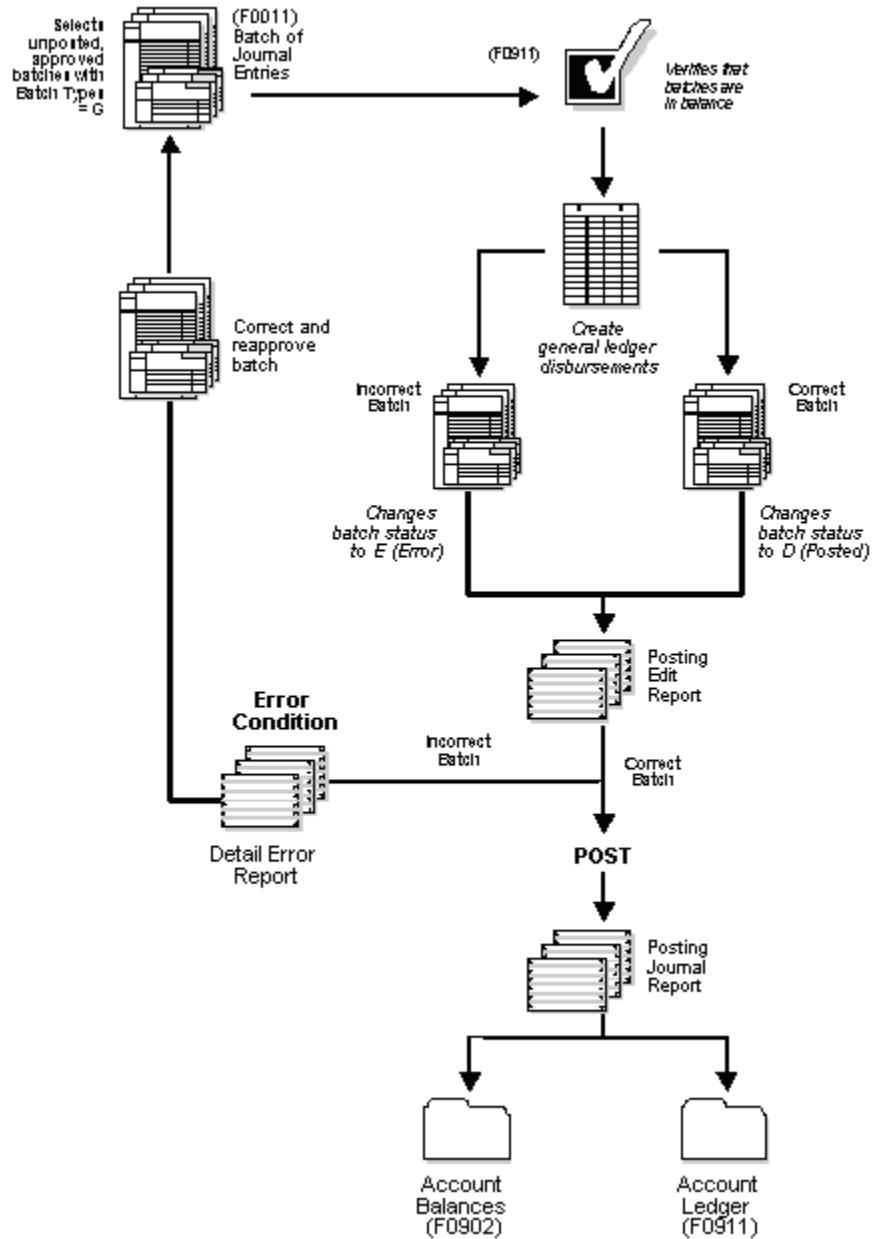 Selects
unposted,
approved
batches with
Batch Types
= G
(F0011)
Batch of
Journal
Entries
(F0911)
Verifies that
batches are
in balance
Correct and
reapprove
batch
Create
general ledger
disbursements
Incorrect
Batch
Correct
Batch
Changes
batch status
to E (Error)
Changes
batch status
to D (Posted)
Posting
Edit
Report
Error
Condition
Incorrect
Batch
Correct
Batch
Detail Error
Report
POST
Posting
Journal
Report
Account
Balances
(F0902)
Account
Ledger
(F0911)